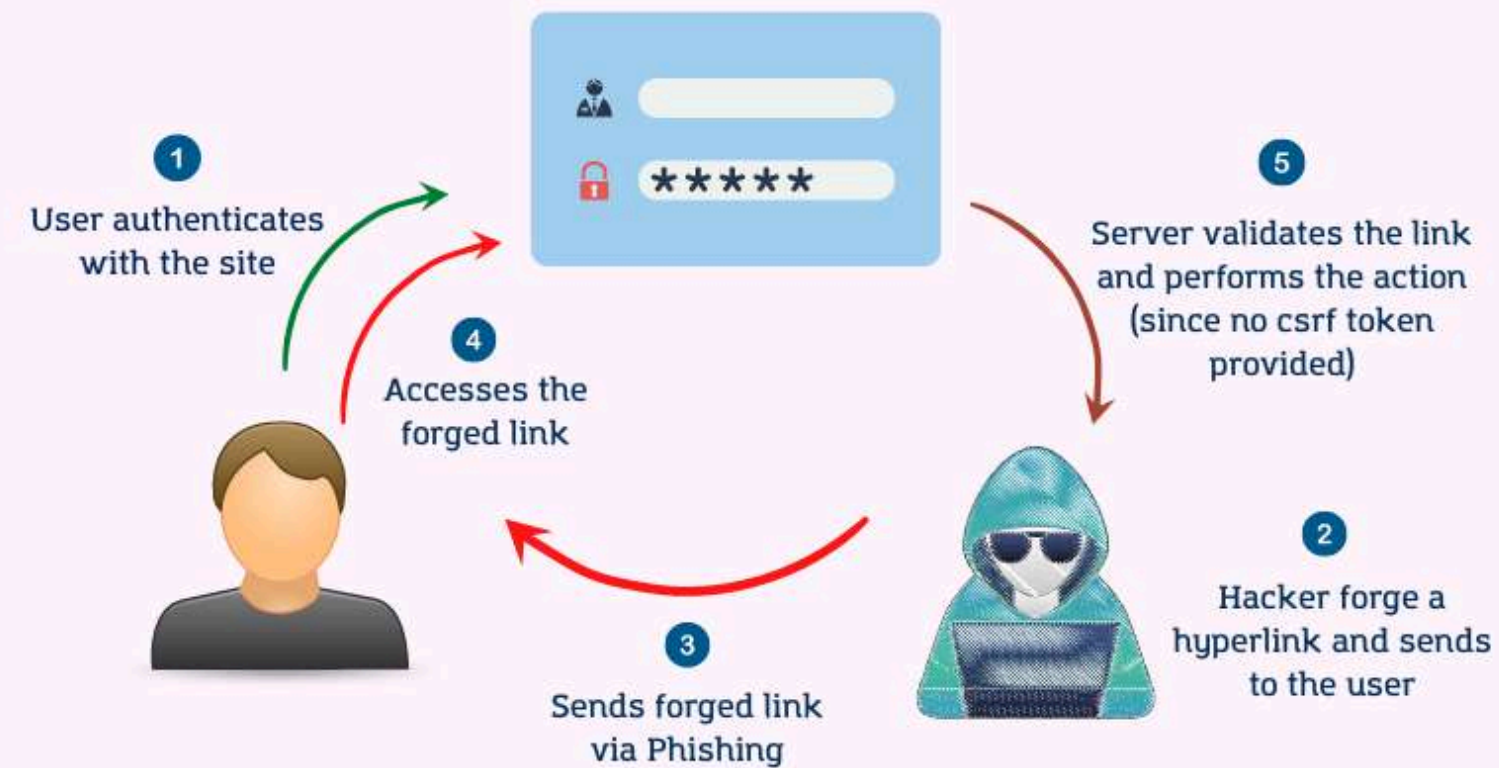 1
User authenticates
with the site
*****
5
Server validates the link
and performs the action
(since no csrf token
provided)
4
Accesses the
forged link
2
Hacker forge a
hyperlink and sends
to the user
3
Sends forged link
via Phishing